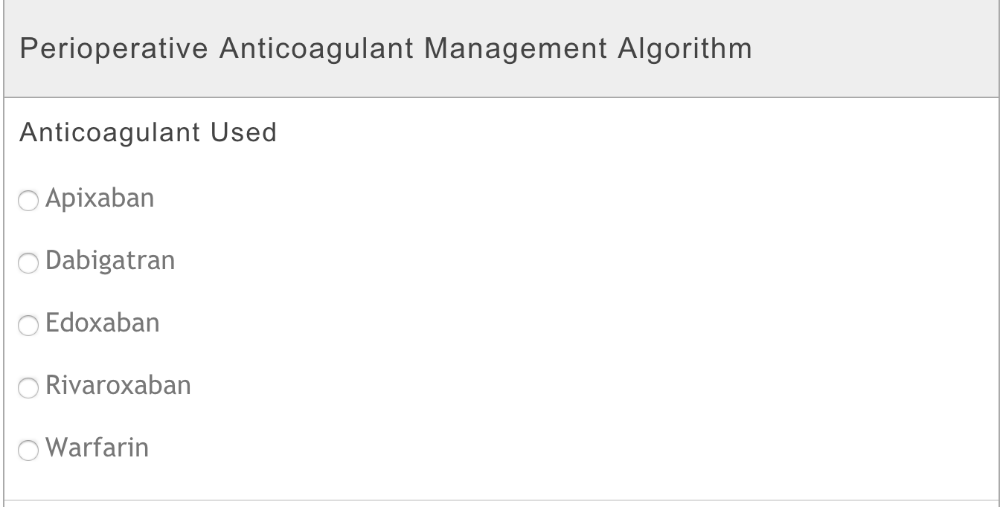 Perioperative Anticoagulant Management Algorithm
Anticoagulant Used
Apixaban
Dabigatran
Edoxaban
Rivaroxaban
Warfarin